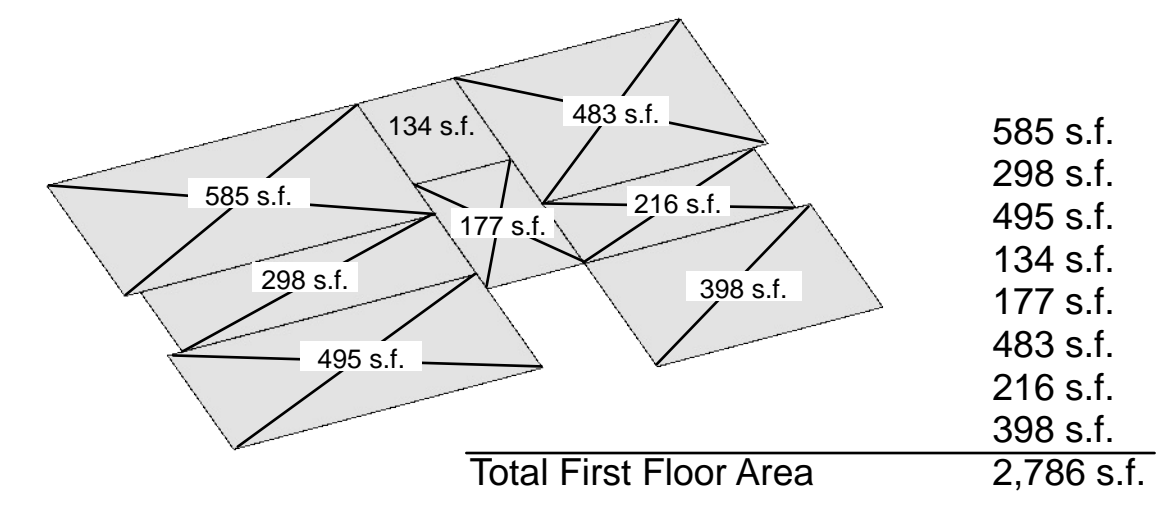 134 s.f.
483 s.f.
585 s.f.
216 s.f.
177 s.f.
298 s.f.
398 s.f.
495 s.f.
585 s.f.
298 s.f.
495 s.f.
134 s.f.
177 s.f.
483 s.f.
216 s.f.
398 s.f.
Total First Floor Area 2,786 s.f.